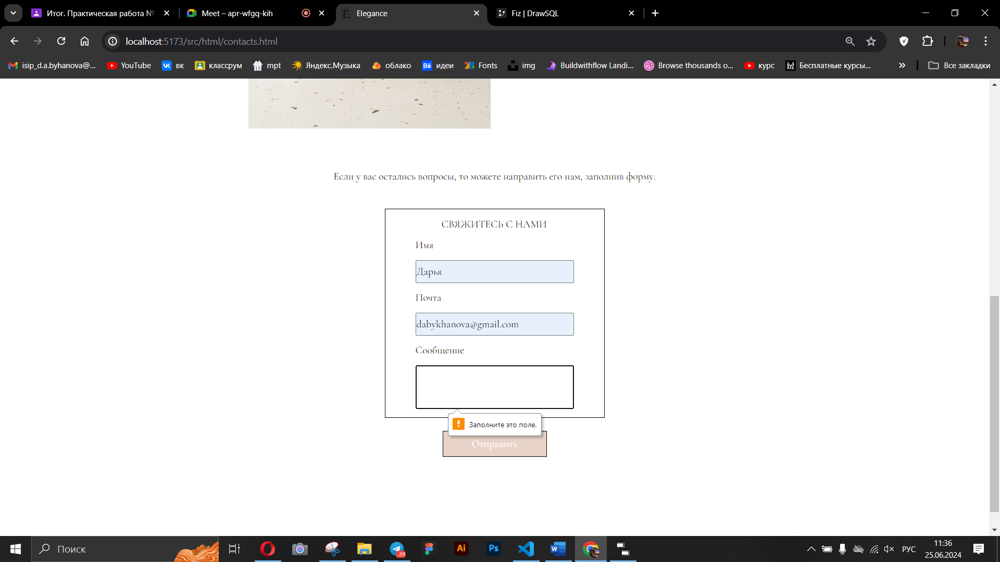 Итог. Практическая работа №
Meet – apr-wfgq-kih
Elegance
Fiz | DrawSQL
localhost:5173/src/html/contacts.html
isip_d.a.byhanova@...
YouTube
вк
классрум
mpt
Яндекс.Музыка
облако
идеи
Fonts
img
Buildwithflow Landi...
Browse thousands o...
курс
Бесплатные курсы...
Все закладки
Если у вас остались вопросы, то можете направить его нам, заполнив форму.
СВЯЖИТЕСЬ С НАМИ
Имя
Дарья
Почта
dabykhanova@gmail.com
Сообщение
Заполните это поле.
Отправить
Поиск
..89
РУС
11:36
25.06.2024